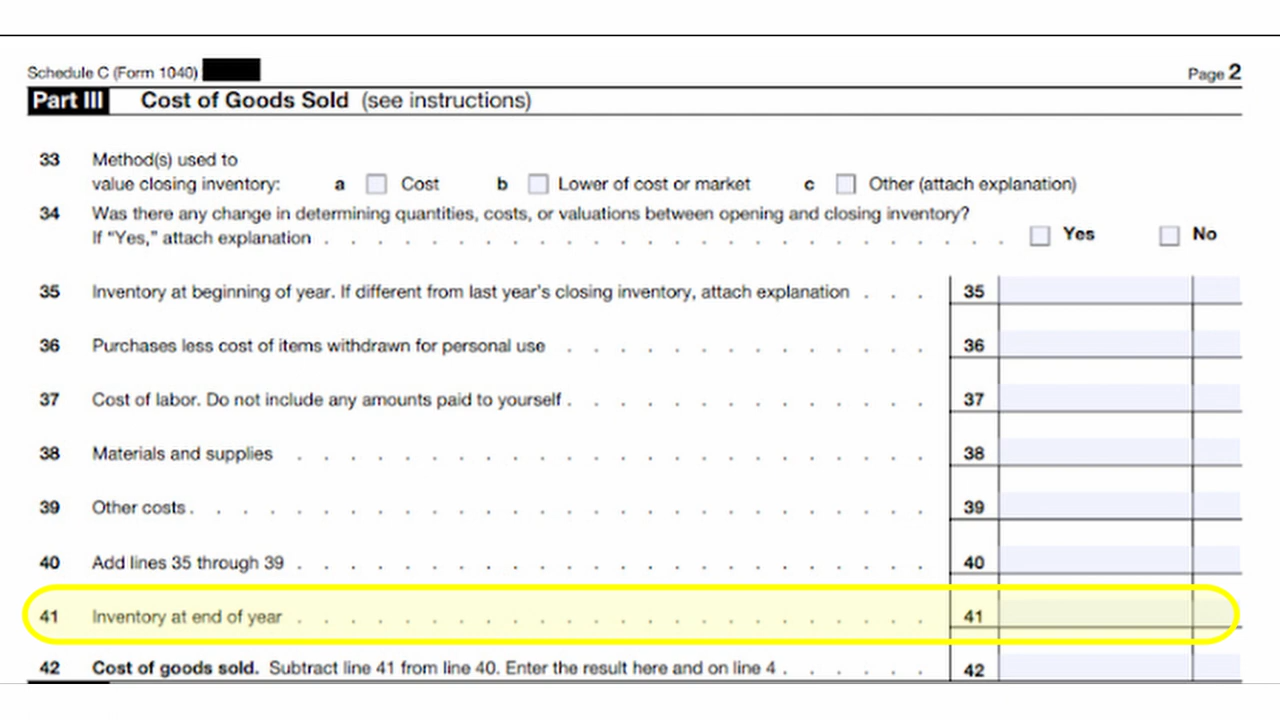 Schedule C (Form 1040) Page 2
Part III Cost of Goods Sold (see instructions)
33 Method(s) used to
value closing inventory: a Cost b Lower of cost or market c Other (attach explanation)
34 Was there any change in determining quantities, costs, or valuations between opening and closing inventory?
If “Yes,” attach explanation . . . . . . . . . . . . . . . . . . . . . . . . . . Yes No
35 Inventory at beginning of year. If different from last year’s closing inventory, attach explanation . . . 35
36 Purchases less cost of items withdrawn for personal use . . . . . . . . . . . . . . 36
37 Cost of labor. Do not include any amounts paid to yourself . . . . . . . . . . . . . . 37
38 Materials and supplies . . . . . . . . . . . . . . . . . . . . . . . . 38
39 Other costs . . . . . . . . . . . . . . . . . . . . . . . . . . . . 39
40 Add lines 35 through 39 . . . . . . . . . . . . . . . . . . . . . . . . 40
41 Inventory at end of year . . . . . . . . . . . . . . . . . . . . . . . . 41
42 Cost of goods sold. Subtract line 41 from line 40. Enter the result here and on line 4 . . . . . . 42